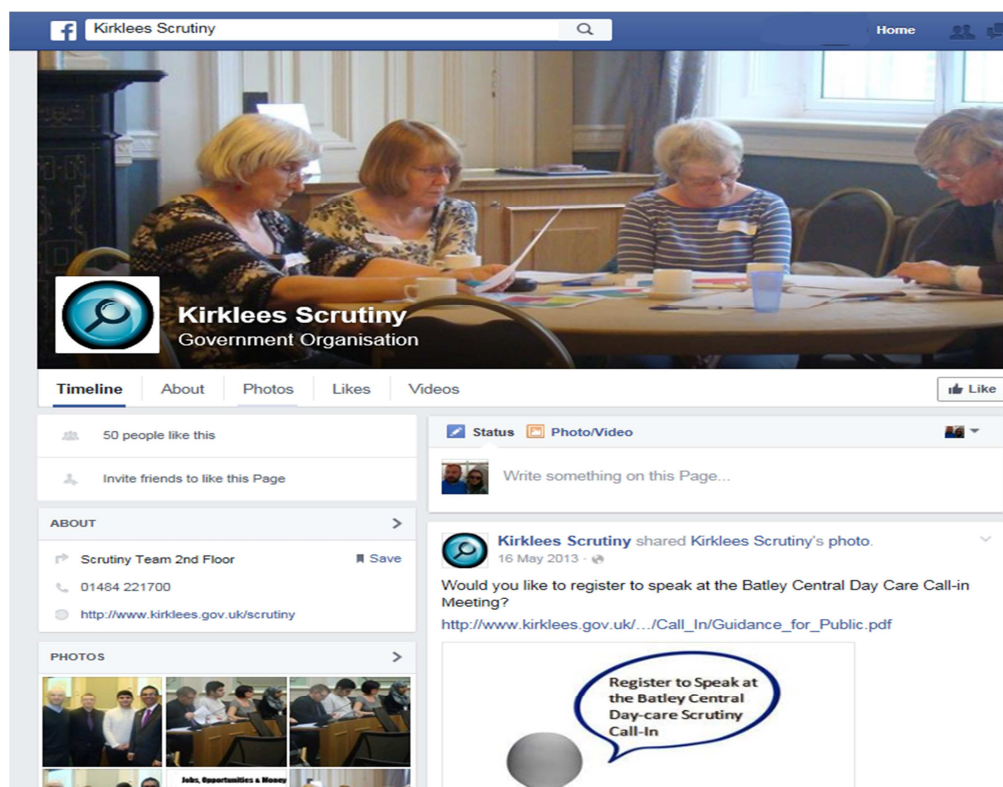 f
Kirklees Scrutiny
Home
Kirklees Scrutiny
Government Organisation
Timeline
About
Photos
Likes
Videos
Like
50 people like this
Invite friends to like this Page
ABOUT
Scrutiny Team 2nd Floor
Save
01484 221700
http://www.kirklees.gov.uk/scrutiny
PHOTOS
Jobs, Opportunities & Money
Status
Photo/Video
Write something on this Page...
Kirklees Scrutiny shared Kirklees Scrutiny's photo.
16 May 2013 ·
Would you like to register to speak at the Batley Central Day Care Call-in
Meeting?
http://www.kirklees.gov.uk/.../Call_In/Guidance_for_Public.pdf
Register to Speak at
the Batley Central
Day-care Scrutiny
Call-In